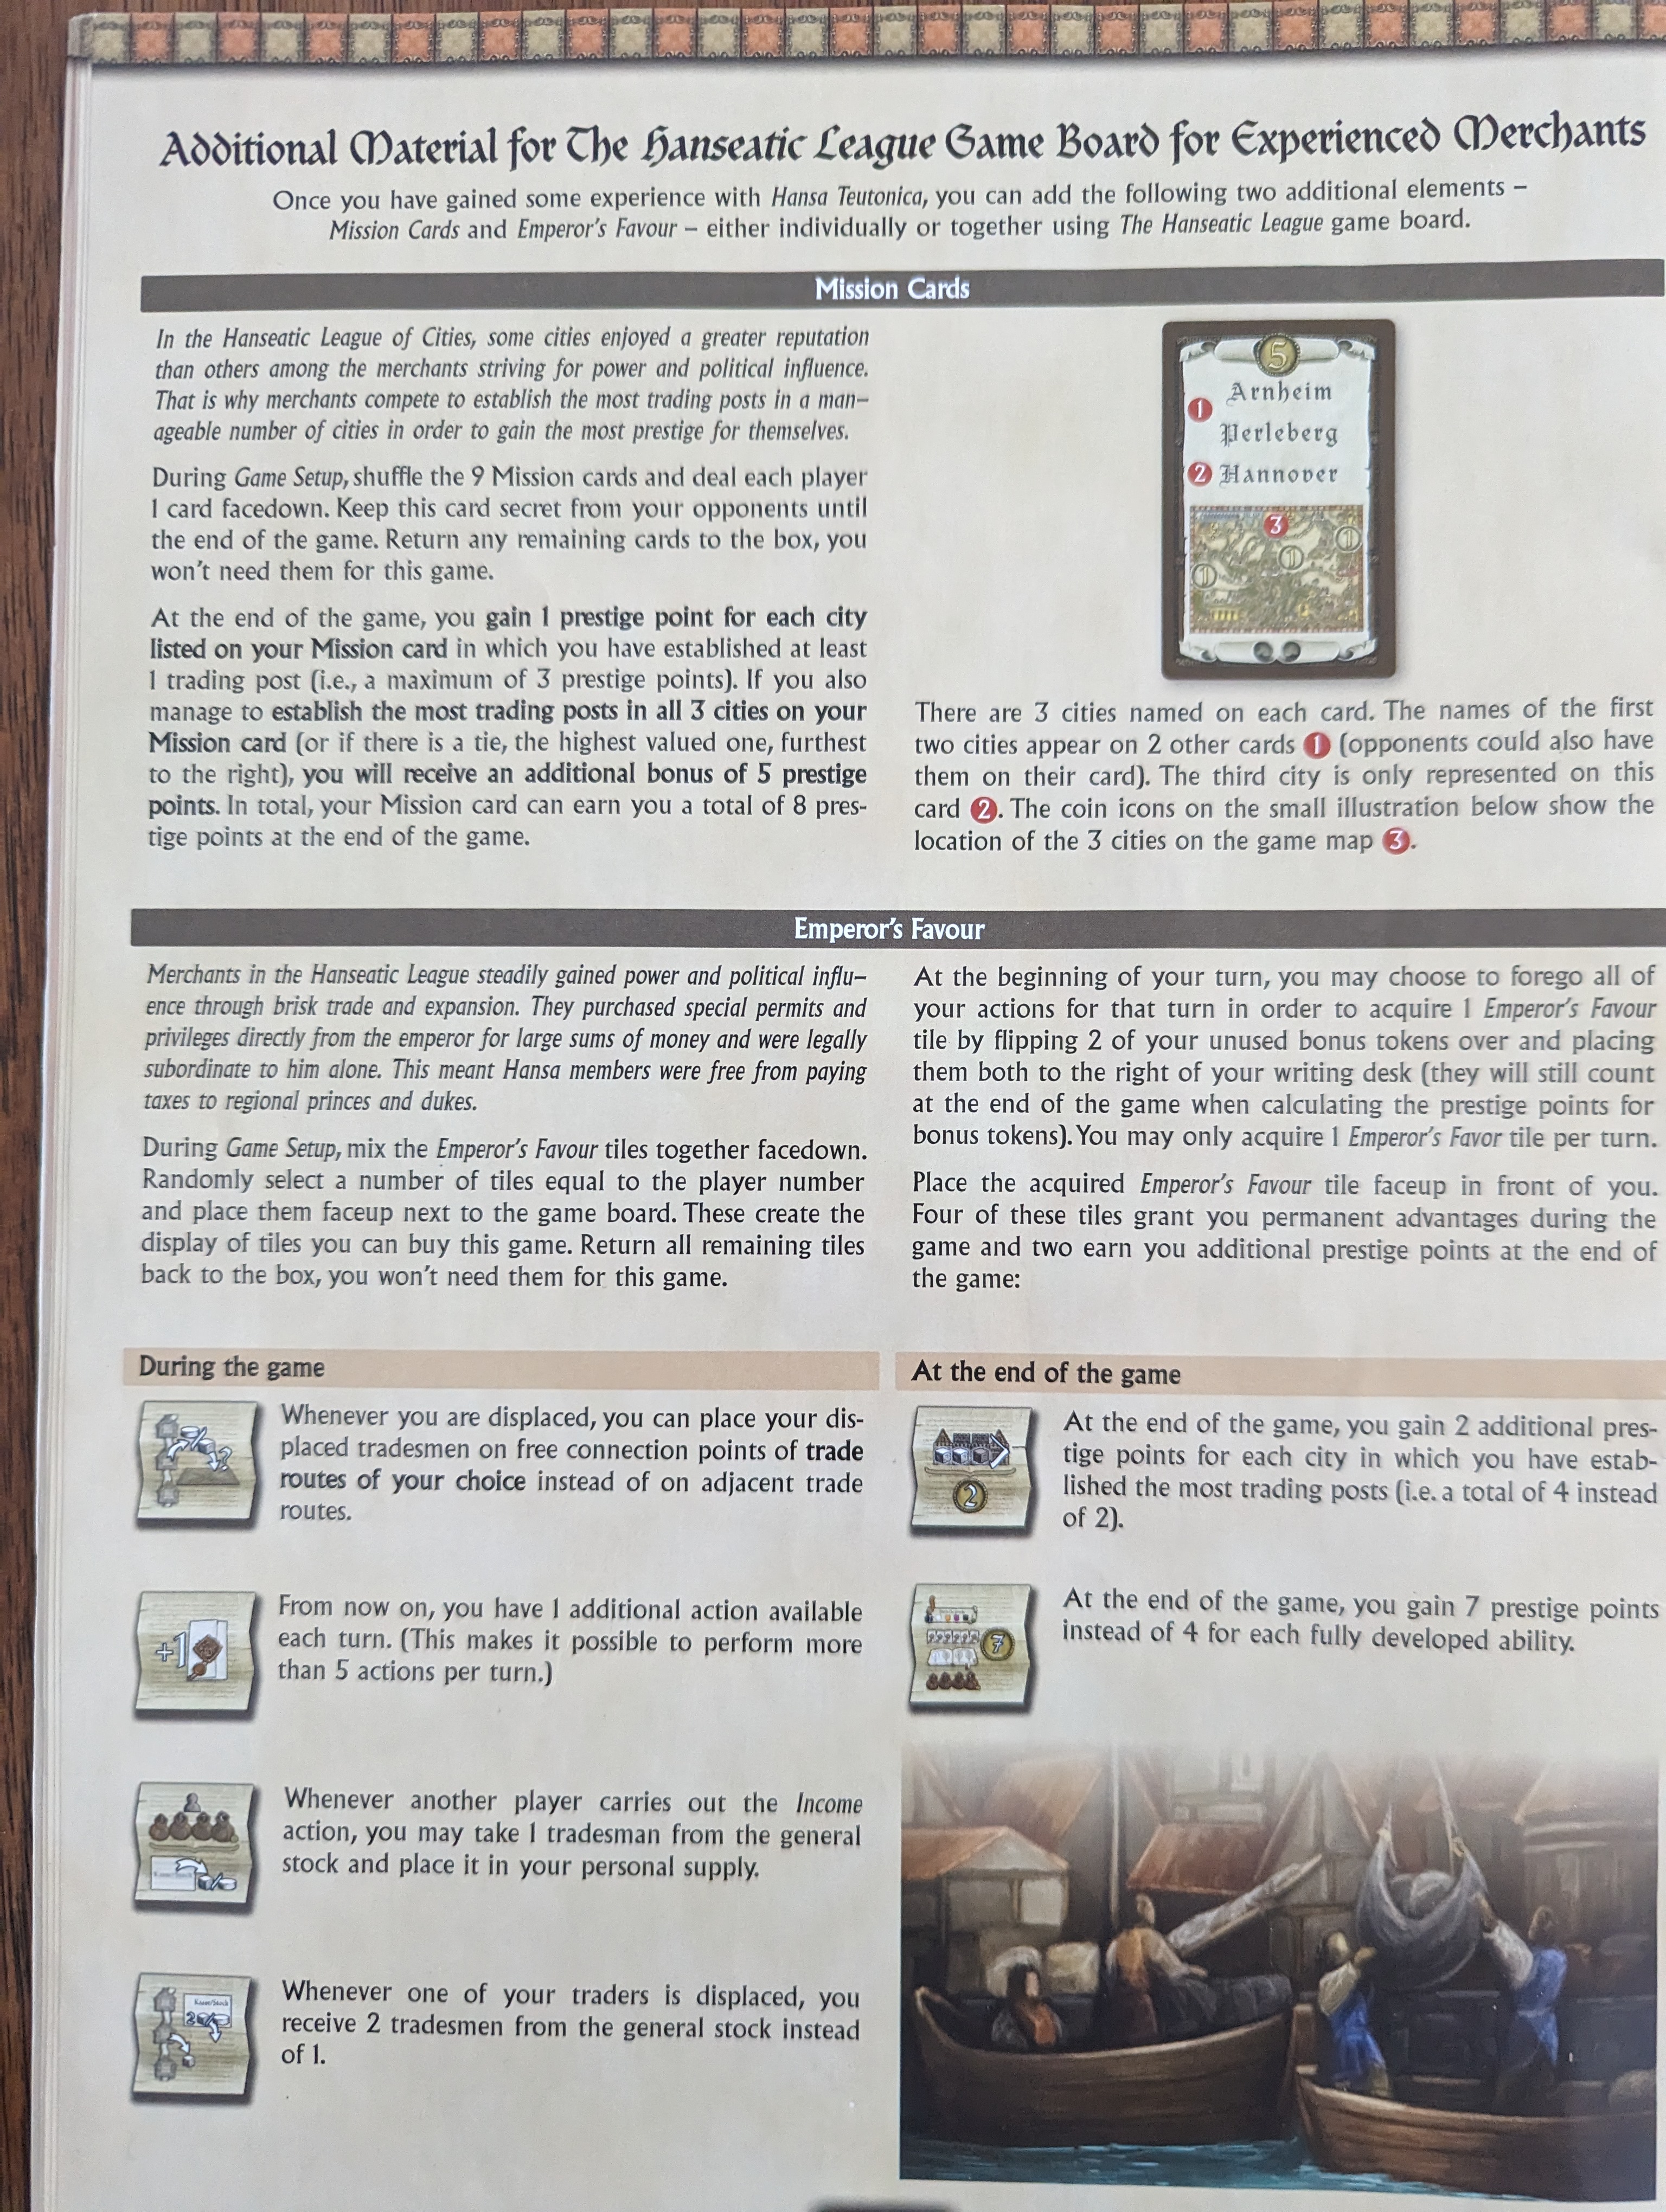 Additional Material for The Hanseatic League Game Board for Experienced Merchants
Once you have gained some experience with Hansa Teutonica, you can add the following two additional elements –
Mission Cards and Emperor's Favour – either individually or together using The Hanseatic League game board.
Mission Cards
In the Hanseatic League of Cities, some cities enjoyed a greater reputation
than others among the merchants striving for power and political influence.
That is why merchants compete to establish the most trading posts in a man-
ageable number of cities in order to gain the most prestige for themselves.
During Game Setup, shuffle the 9 Mission cards and deal each player
1 card facedown. Keep this card secret from your opponents until
the end of the game. Return any remaining cards to the box, you
won't need them for this game.
At the end of the game, you gain 1 prestige point for each city
listed on your Mission card in which you have established at least
1 trading post (i.e., a maximum of 3 prestige points). If you also
manage to establish the most trading posts in all 3 cities on your
Mission card (or if there is a tie, the highest valued one, furthest
to the right), you will receive an additional bonus of 5 prestige
points. In total, your Mission card can earn you a total of 8 pres-
tige points at the end of the game.
5
Arnheim
1
Perleberg
2 Hannover
3
1
1
1
There are 3 cities named on each card. The names of the first
two cities appear on 2 other cards 1 (opponents could also have
them on their card). The third city is only represented on this
card 2. The coin icons on the small illustration below show the
location of the 3 cities on the game map 3.
Emperor's Favour
Merchants in the Hanseatic League steadily gained power and political influ-
ence through brisk trade and expansion. They purchased special permits and
privileges directly from the emperor for large sums of money and were legally
subordinate to him alone. This meant Hansa members were free from paying
taxes to regional princes and dukes.
During Game Setup, mix the Emperor's Favour tiles together facedown.
Randomly select a number of tiles equal to the player number
and place them faceup next to the game board. These create the
display of tiles you can buy this game. Return all remaining tiles
back to the box, you won't need them for this game.
At the beginning of your turn, you may choose to forego all of
your actions for that turn in order to acquire 1 Emperor's Favour
tile by flipping 2 of your unused bonus tokens over and placing
them both to the right of your writing desk (they will still count
at the end of the game when calculating the prestige points for
bonus tokens). You may only acquire 1 Emperor's Favor tile per turn.
Place the acquired Emperor's Favour tile faceup in front of you.
Four of these tiles grant you permanent advantages during the
game and two earn you additional prestige points at the end of
the game:
During the game
?
Whenever you are displaced, you can place your dis-
placed tradesmen on free connection points of trade
routes of your choice instead of on adjacent trade
routes.
+1
From now on, you have 1 additional action available
each turn. (This makes it possible to perform more
than 5 actions per turn.)
Whenever another player carries out the Income
action, you may take 1 tradesman from the general
stock and place it in your personal supply.
2
Whenever one of your traders is displaced, you
receive 2 tradesmen from the general stock instead
of 1.
At the end of the game
2
At the end of the game, you gain 2 additional pres-
tige points for each city in which you have estab-
lished the most trading posts (i.e. a total of 4 instead
of 2).
7
At the end of the game, you gain 7 prestige points
instead of 4 for each fully developed ability.